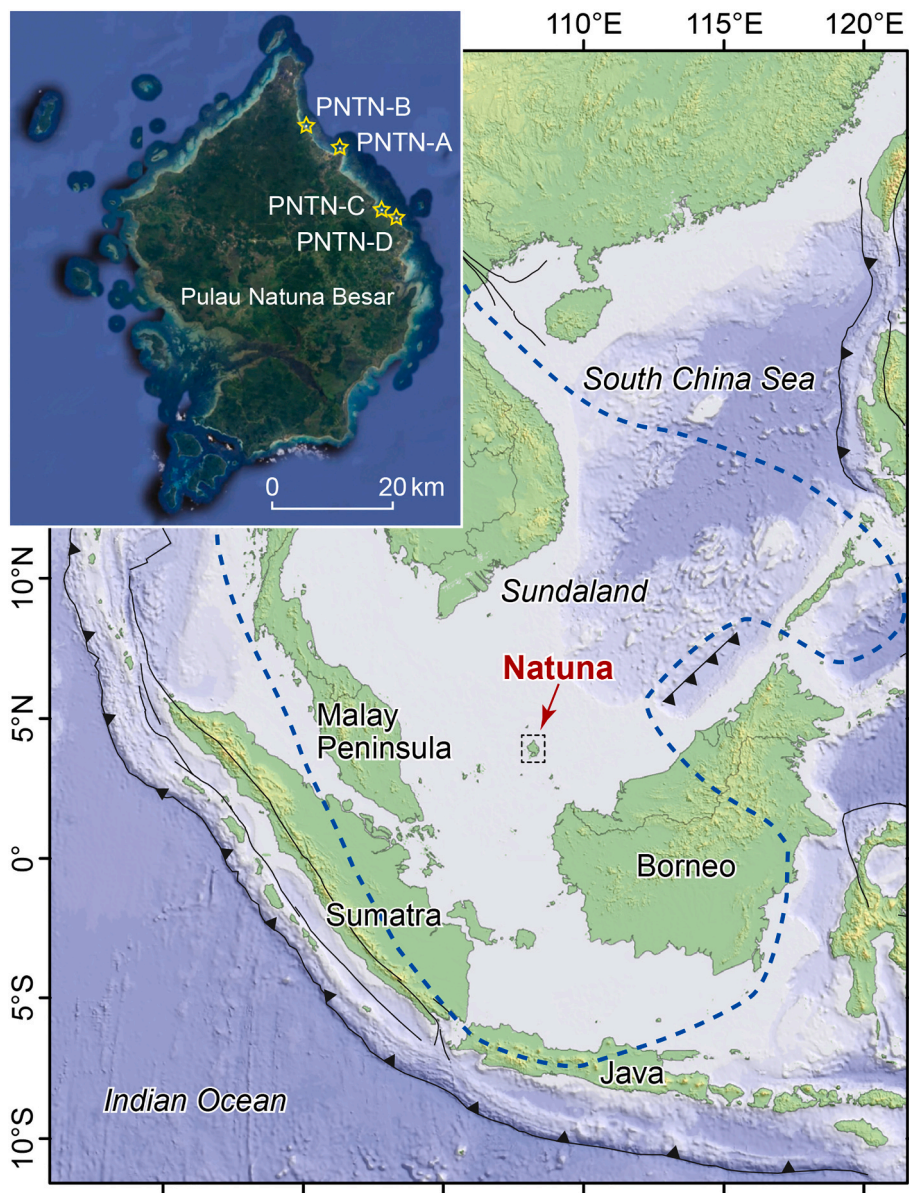 110°E
115°E
120°E
PNTN-B
PNTN-A
PNTN-C
PNTN-D
Pulau Natuna Besar
0
20 km
South China Sea
10°N
Sundaland
Natuna
5°N
Malay
Peninsula
0°
Borneo
Sumatra
5°S
Java
Indian Ocean
10°S